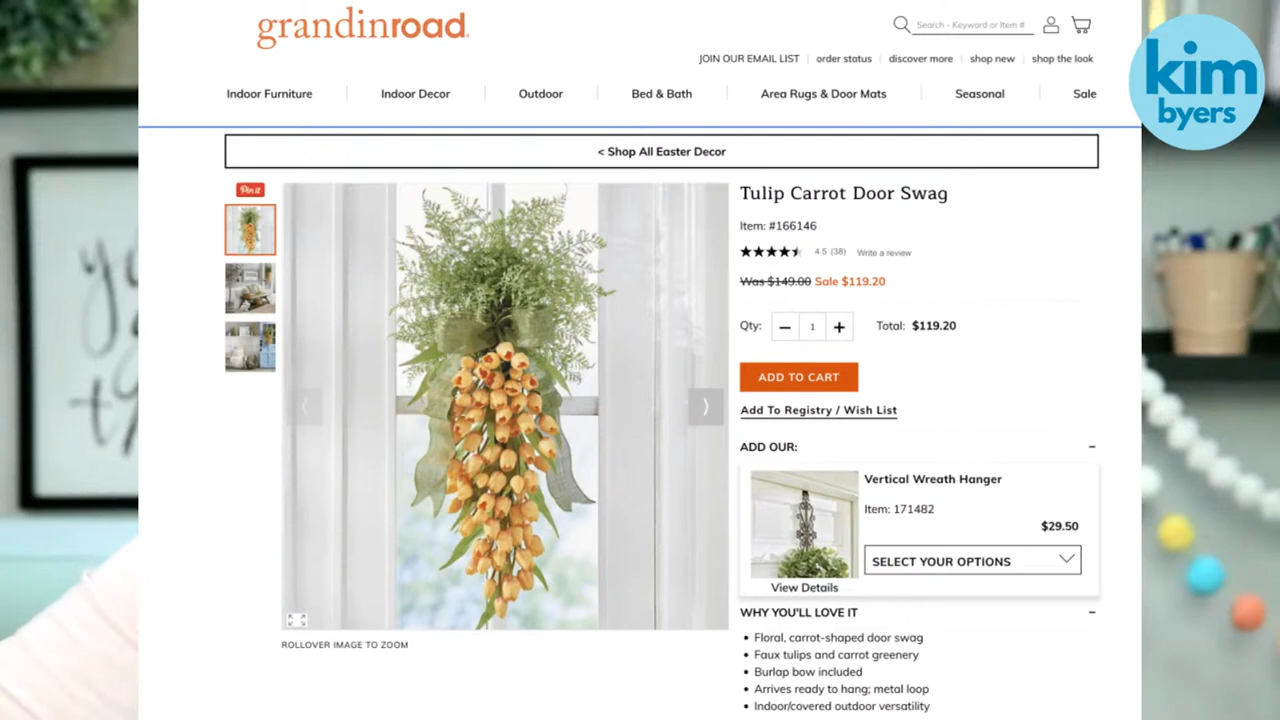 grandinroad.
Search - Keyword or Item #
JOIN OUR EMAIL LIST
order status
discover more
shop new
shop the look
Indoor Furniture
Indoor Decor
Outdoor
Bed & Bath
Area Rugs & Door Mats
Seasonal
Sale
kim
byers
< Shop All Easter Decor
Pin it
Tulip Carrot Door Swag
Item: #166146
4.5 (38) Write a review
Was $149.00 Sale $119.20
Qty: − 1 + Total: $119.20
ADD TO CART
Add To Registry / Wish List
ADD OUR: −
Vertical Wreath Hanger
Item: 171482
$29.50
SELECT YOUR OPTIONS
View Details
WHY YOU'LL LOVE IT −
• Floral, carrot-shaped door swag
• Faux tulips and carrot greenery
• Burlap bow included
• Arrives ready to hang; metal loop
• Indoor/covered outdoor versatility
ROLLOVER IMAGE TO ZOOM